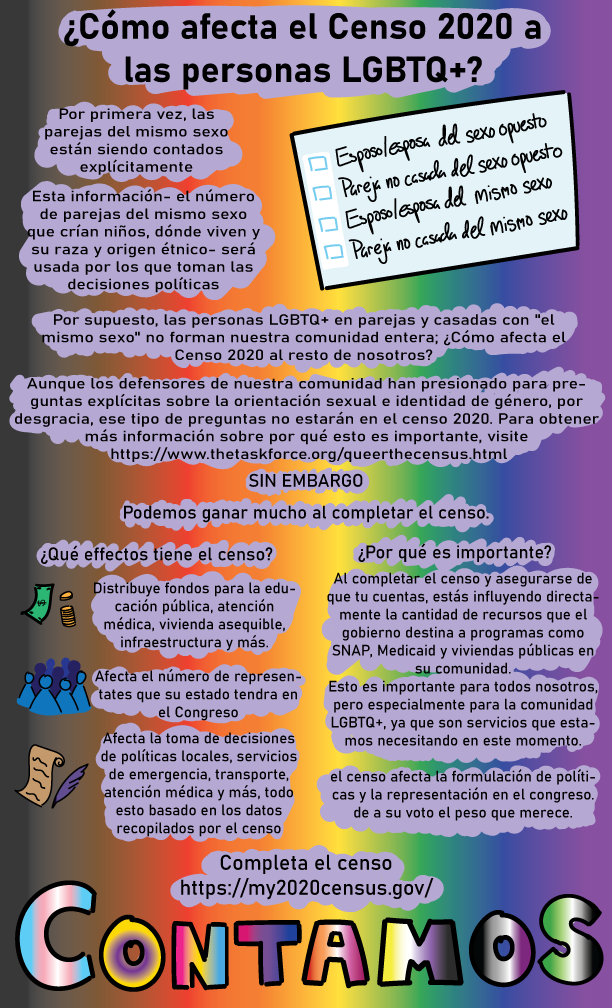 ¿Cómo afecta el Censo 2020 a
las personas LGBTQ+?
Por primera vez, las
parejas del mismo sexo
están siendo contados
explícitamente
Esposo/esposa del sexo opuesto
Pareja no casada del sexo opuesto
Esposo/esposa del mismo sexo
Pareja no casada del mismo sexo
Esta información- el número
de parejas del mismo sexo
que crían niños, dónde viven y
su raza y origen étnico- será
usada por los que toman las
decisiones políticas
Por supuesto, las personas LGBTQ+ en parejas y casadas con "el
mismo sexo" no forman nuestra comunidad entera; ¿Cómo afecta el
Censo 2020 al resto de nosotros?
Aunque los defensores de nuestra comunidad han presionado para pre-
guntas explícitas sobre la orientación sexual e identidad de género, por
desgracia, ese tipo de preguntas no estarán en el censo 2020. Para obtener
más información sobre por qué esto es importante, visite
https://www.thetaskforce.org/queerthecensus.html
SIN EMBARGO
Podemos ganar mucho al completar el censo.
¿Qué effectos tiene el censo?
Distribuye fondos para la edu-
cación pública, atención
médica, vivienda asequible,
infraestructura y más.
Afecta el número de represen-
tates que su estado tendra en
el Congreso
Afecta la toma de decisiones
de políticas locales, servicios
de emergencia, transporte,
atención médica y más, todo
esto basado en los datos
recopilados por el censo
¿Por qué es importante?
Al completar el censo y asegurarse de
que tu cuentas, estás influyendo directa-
mente la cantidad de recursos que el
gobierno destina a programas como
SNAP, Medicaid y viviendas públicas en
su comunidad.
Esto es importante para todos nosotros,
pero especialmente para la comunidad
LGBTQ+, ya que son servicios que esta-
mos necesitando en este momento.
el censo afecta la formulación de políti-
cas y la representación en el congreso.
de a su voto el peso que merece.
Completa el censo
https://my2020census.gov/
CONTAMOS